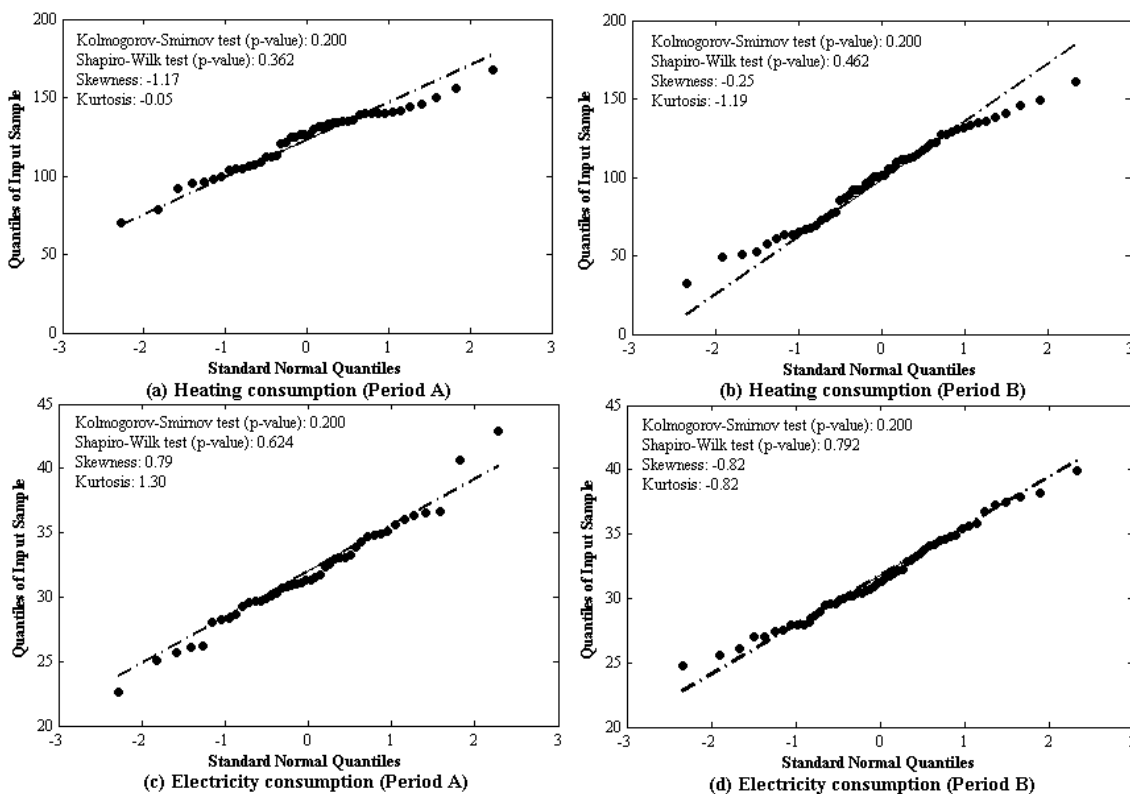 200
150
100
50
0
Quantiles of Input Sample
Kolmogorov-Smirnov test (p-value): 0.200
Shapiro-Wilk test (p-value): 0.362
Skewness: -1.17
Kurtosis: -0.05
-3 -2 -1 0 1 2 3
Standard Normal Quantiles
(a) Heating consumption (Period A)
200
150
100
50
0
Quantiles of Input Sample
Kolmogorov-Smirnov test (p-value): 0.200
Shapiro-Wilk test (p-value): 0.462
Skewness: -0.25
Kurtosis: -1.19
-3 -2 -1 0 1 2 3
Standard Normal Quantiles
(b) Heating consumption (Period B)
45
40
35
30
25
20
Quantiles of Input Sample
Kolmogorov-Smirnov test (p-value): 0.200
Shapiro-Wilk test (p-value): 0.624
Skewness: 0.79
Kurtosis: 1.30
-3 -2 -1 0 1 2 3
Standard Normal Quantiles
(c) Electricity consumption (Period A)
45
40
35
30
25
20
Quantiles of Input Sample
Kolmogorov-Smirnov test (p-value): 0.200
Shapiro-Wilk test (p-value): 0.792
Skewness: -0.82
Kurtosis: -0.82
-3 -2 -1 0 1 2 3
Standard Normal Quantiles
(d) Electricity consumption (Period B)